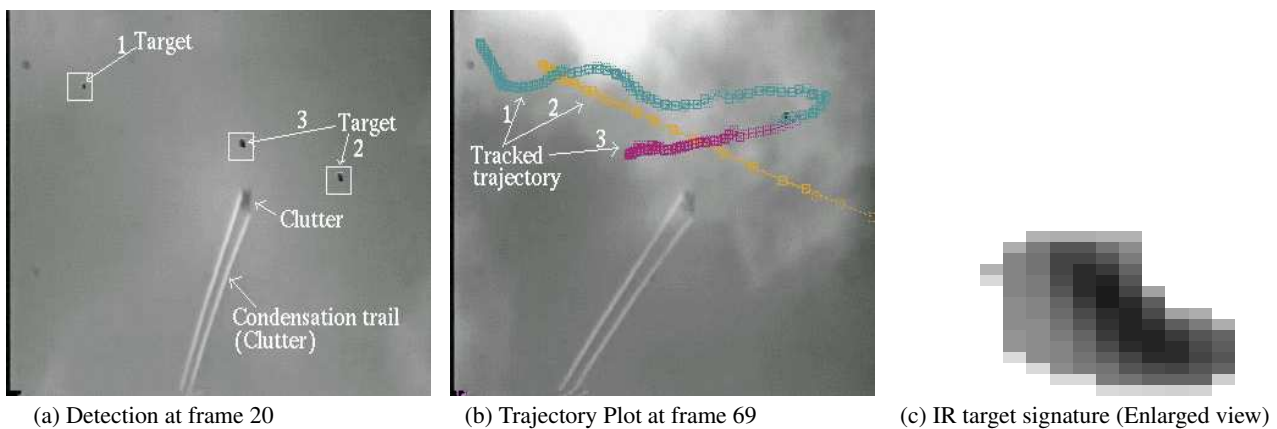 1 Target
3
Target
2
Clutter
Condensation trail
(Clutter)
1
2
3
Tracked
trajectory
(a) Detection at frame 20
(b) Trajectory Plot at frame 69
(c) IR target signature (Enlarged view)